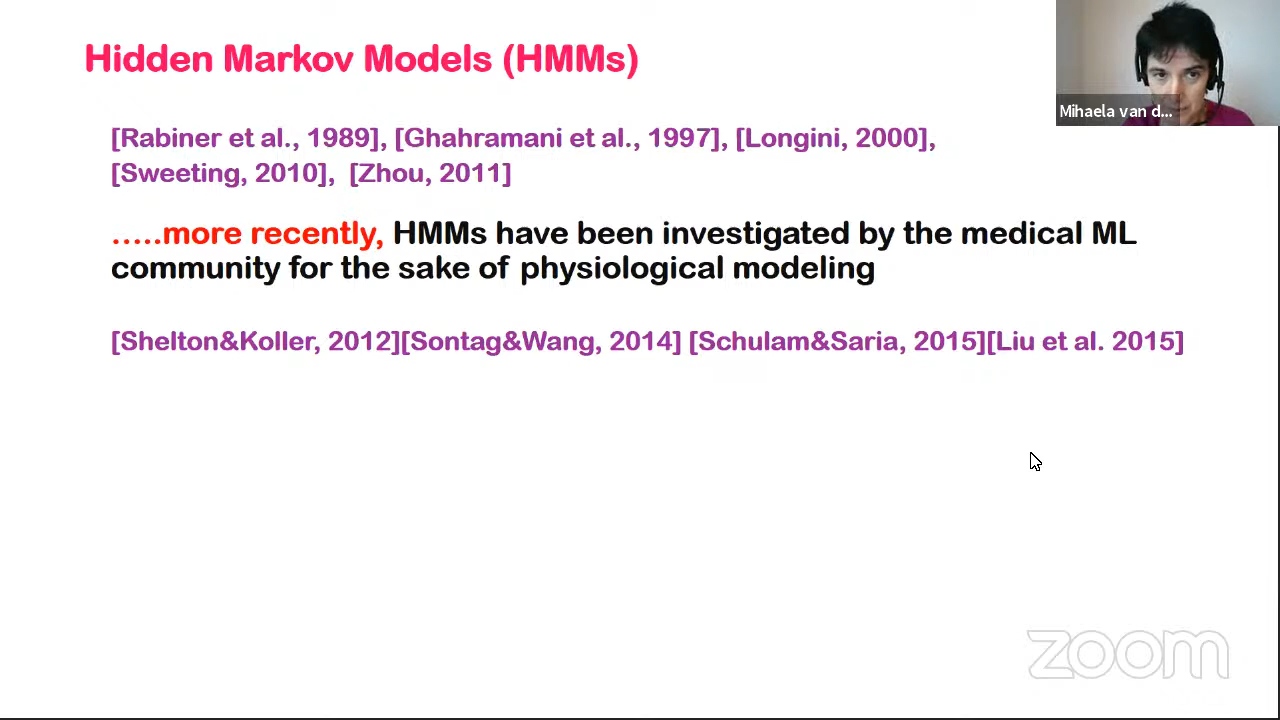 Hidden Markov Models (HMMs)
Mihaela van d...
[Rabiner et al., 1989], [Ghahramani et al., 1997], [Longini, 2000],
[Sweeting, 2010], [Zhou, 2011]
.....more recently, HMMs have been investigated by the medical ML
community for the sake of physiological modeling
[Shelton&Koller, 2012][Sontag&Wang, 2014] [Schulam&Saria, 2015][Liu et al. 2015]
zoom